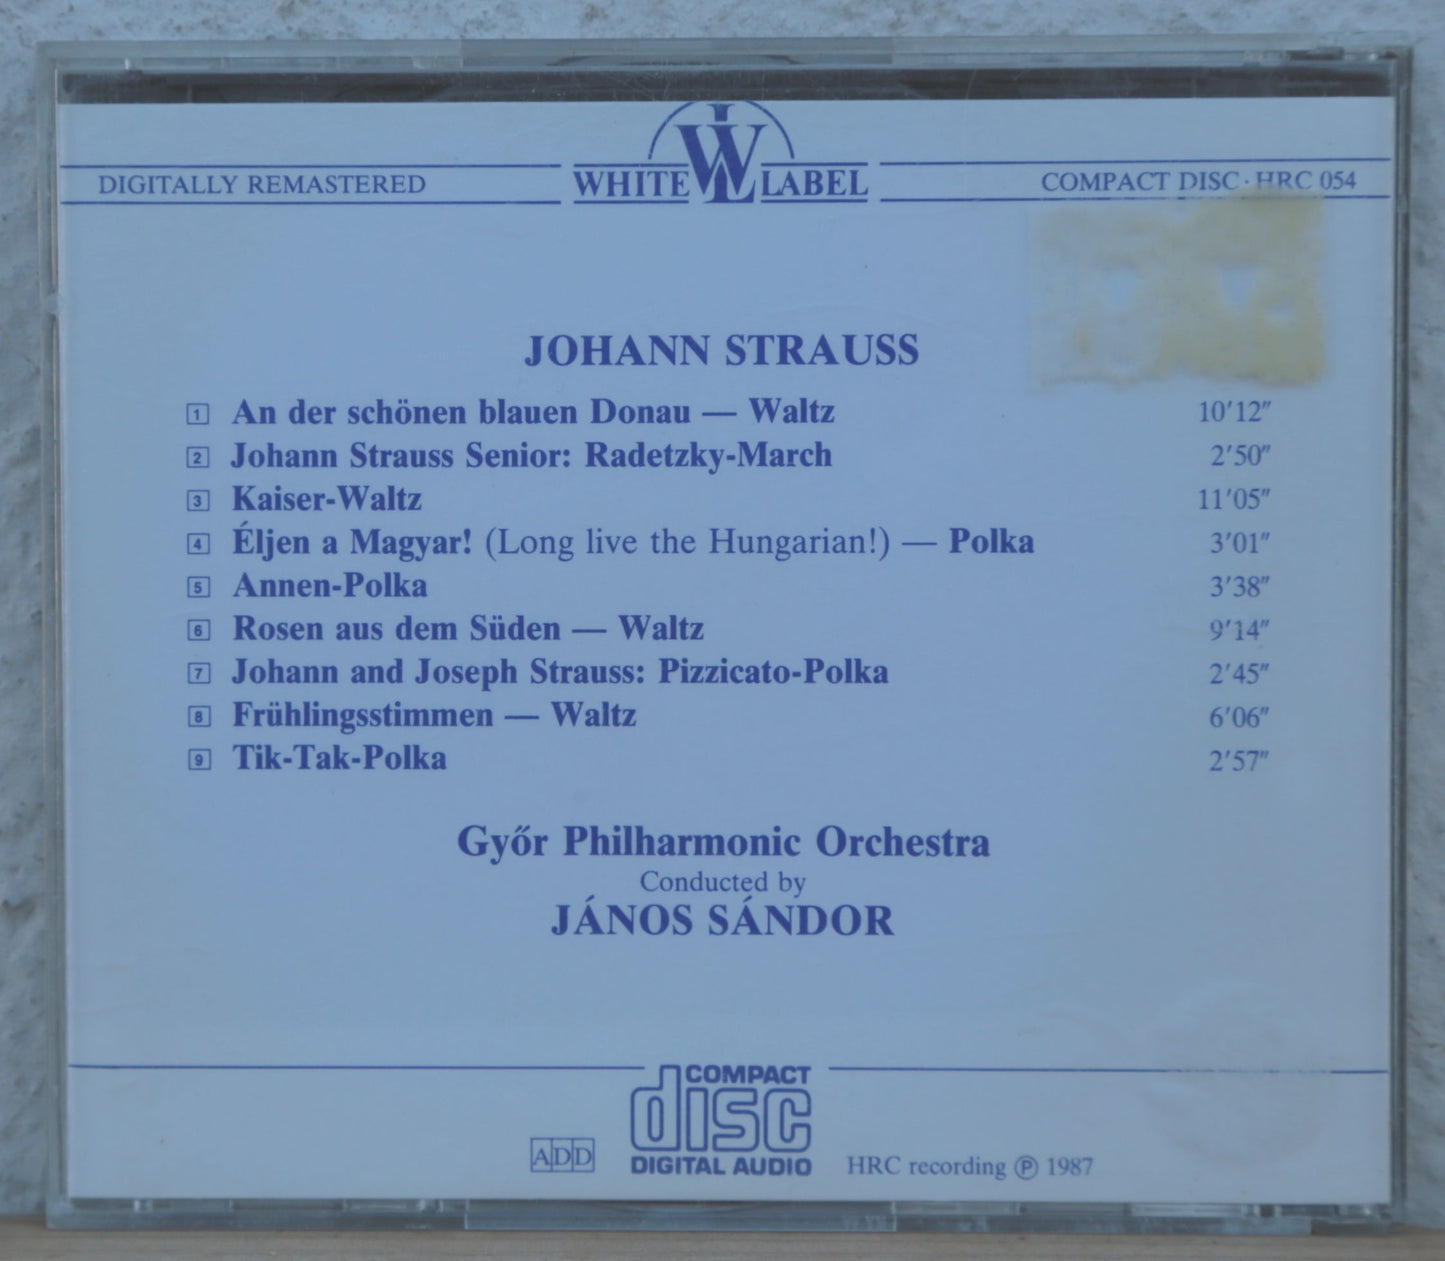 DIGITALLY REMASTERED
WHITE WL LABEL
COMPACT DISC · HRC 054
JOHANN STRAUSS
1 An der schönen blauen Donau — Waltz 10′12″
2 Johann Strauss Senior: Radetzky-March 2′50″
3 Kaiser-Waltz 11′05″
4 Éljen a Magyar! (Long live the Hungarian!) — Polka 3′01″
5 Annen-Polka 3′38″
6 Rosen aus dem Süden — Waltz 9′14″
7 Johann and Joseph Strauss: Pizzicato-Polka 2′45″
8 Frühlingsstimmen — Waltz 6′06″
9 Tik-Tak-Polka 2′57″
Győr Philharmonic Orchestra
Conducted by
JÁNOS SÁNDOR
ADD
COMPACT
disc
DIGITAL AUDIO
HRC recording ℗ 1987